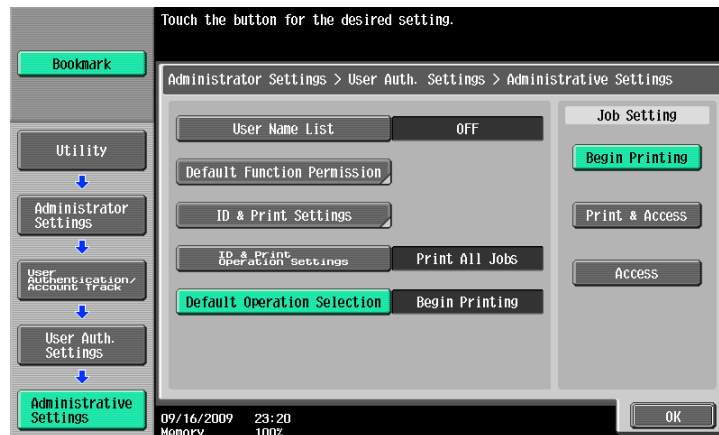 Touch the button for the desired setting.
Bookmark
Administrator Settings > User Auth. Settings > Administrative Settings
Utility
Administrator
Settings
User
Authentication/
Account Track
User Auth.
Settings
Administrative
Settings
User Name List OFF
Default Function Permission
ID & Print Settings
ID & Print
Operation Settings Print All Jobs
Default Operation Selection Begin Printing
Job Setting
Begin Printing
Print & Access
Access
09/16/2009 23:20
Memory 100%
OK